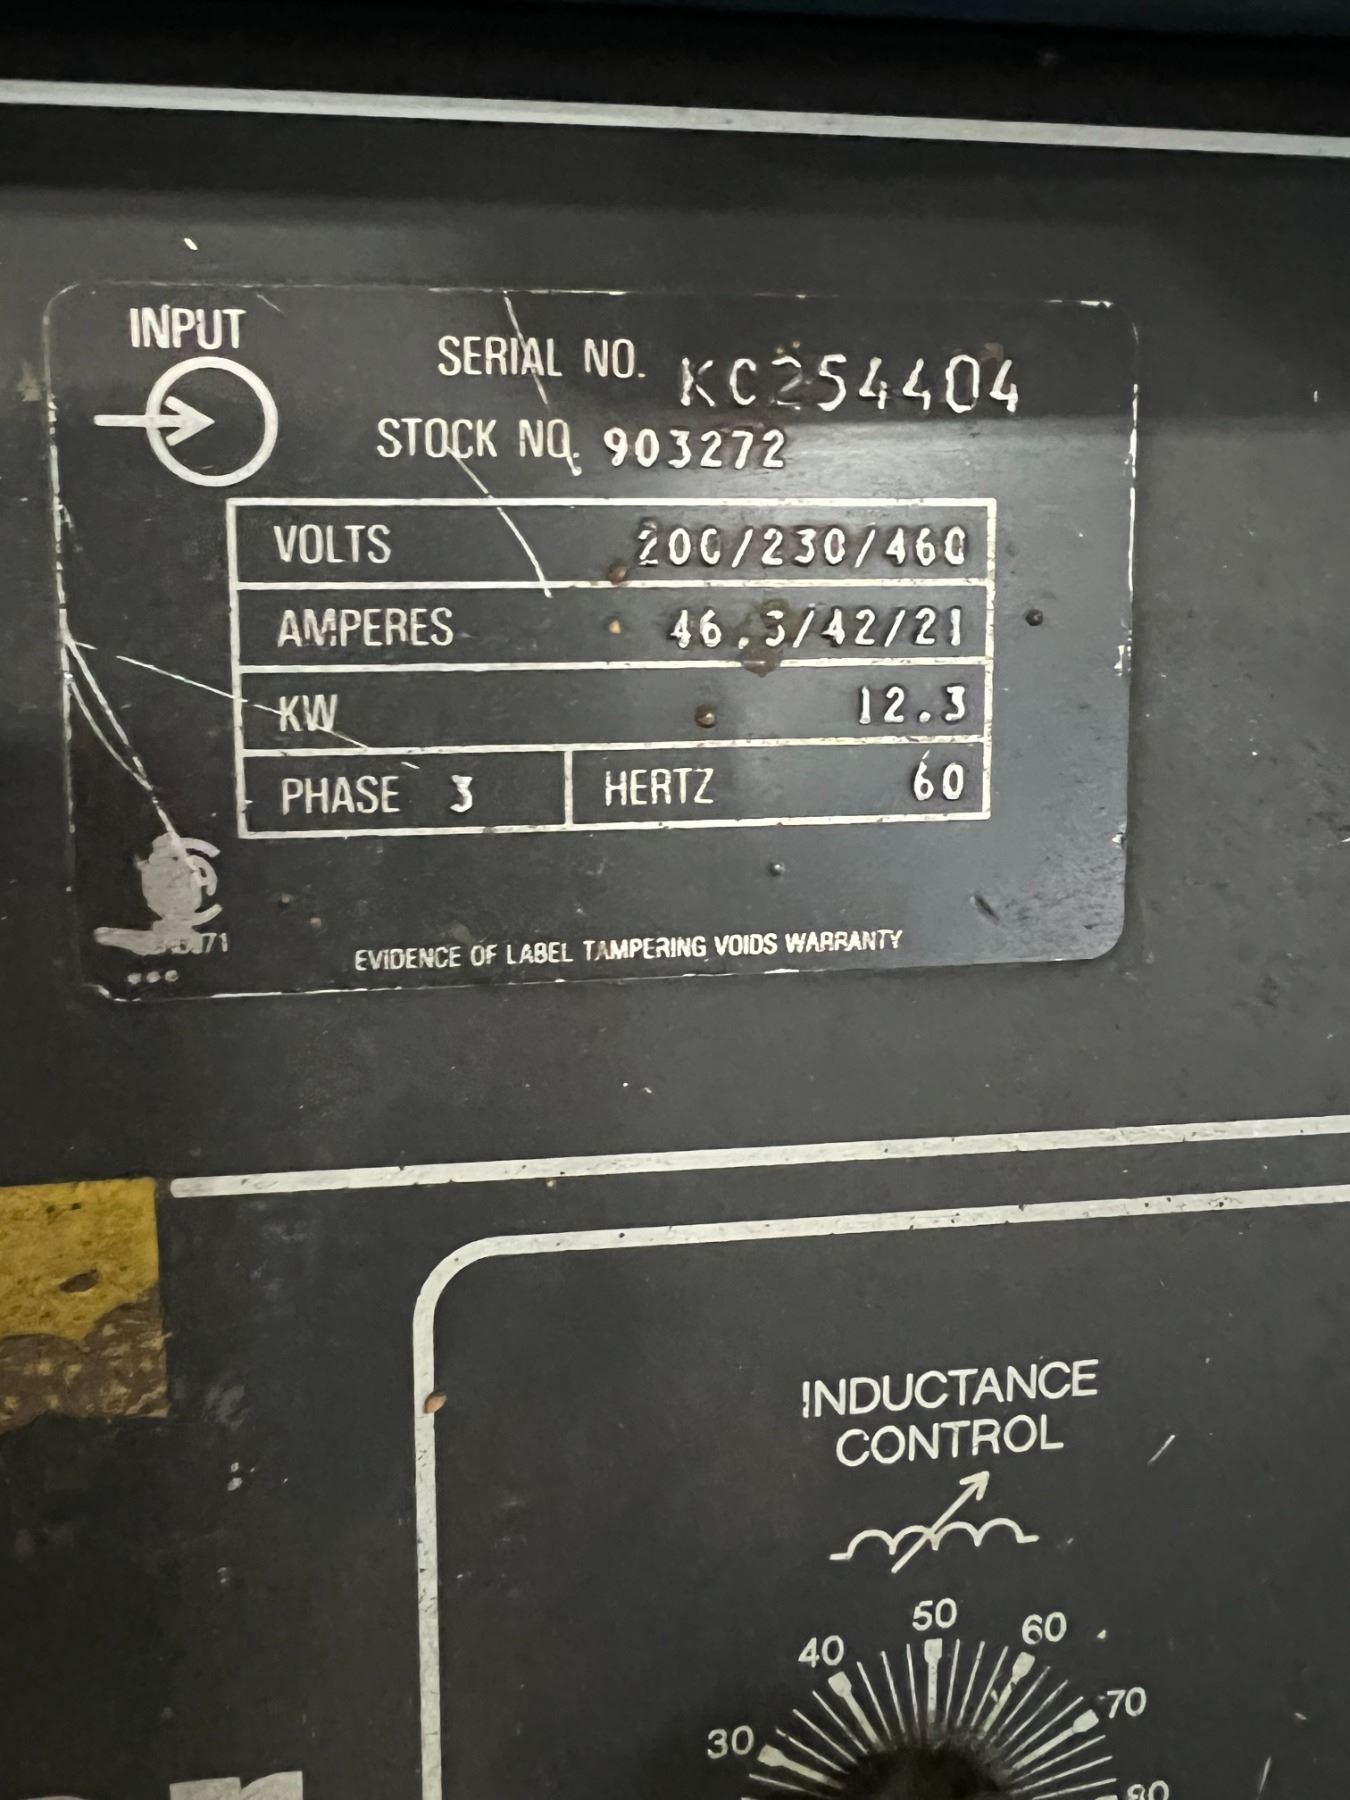 INPUT
SERIAL NO. KC254404
STOCK NO. 903272
VOLTS 200/230/460
AMPERES 46.3/42/21
KW 12.3
PHASE 3 HERTZ 60
EVIDENCE OF LABEL TAMPERING VOIDS WARRANTY
INDUCTANCE
CONTROL
30 40 50 60 70 80